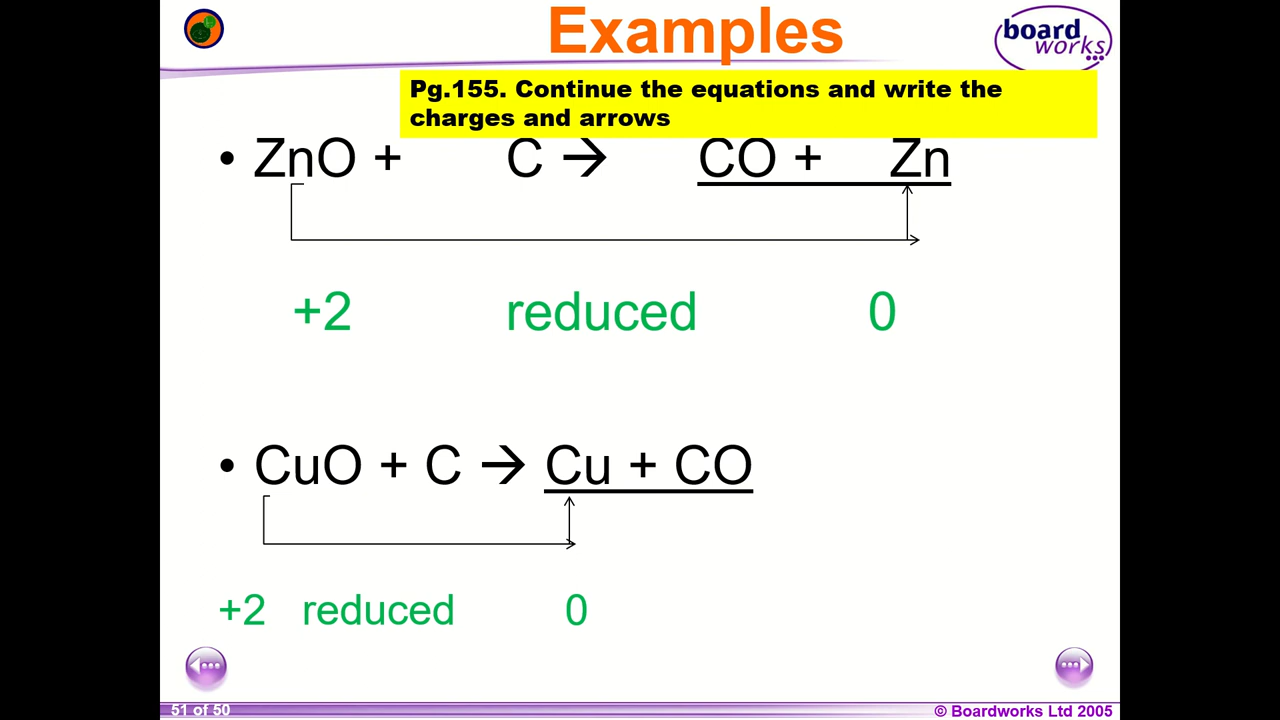 Examples
board
works
Pg.155. Continue the equations and write the
charges and arrows
• ZnO + C → CO + Zn
+2 reduced 0
• CuO + C → Cu + CO
+2 reduced 0
51 of 50
© Boardworks Ltd 2005